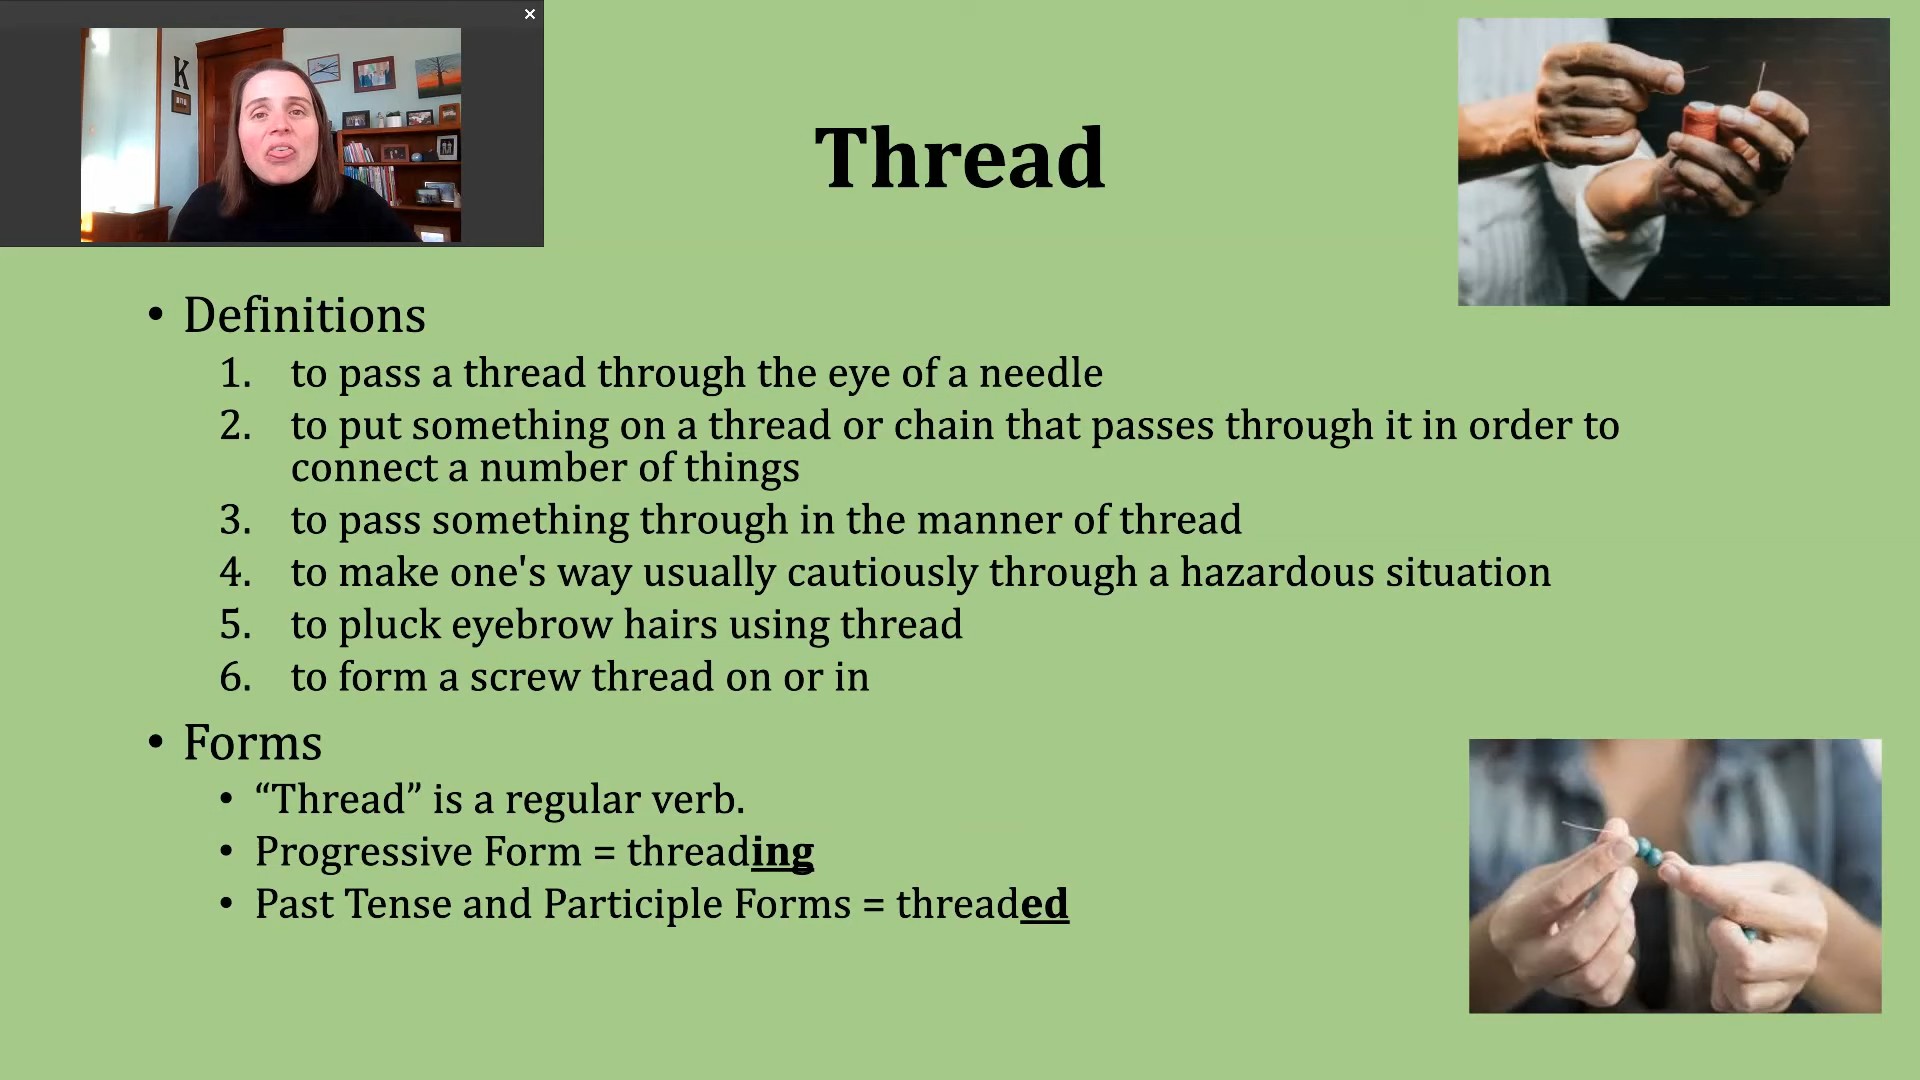 K
Thread
• Definitions
1. to pass a thread through the eye of a needle
2. to put something on a thread or chain that passes through it in order to
connect a number of things
3. to pass something through in the manner of thread
4. to make one's way usually cautiously through a hazardous situation
5. to pluck eyebrow hairs using thread
6. to form a screw thread on or in
• Forms
• “Thread” is a regular verb.
• Progressive Form = threading
• Past Tense and Participle Forms = threaded